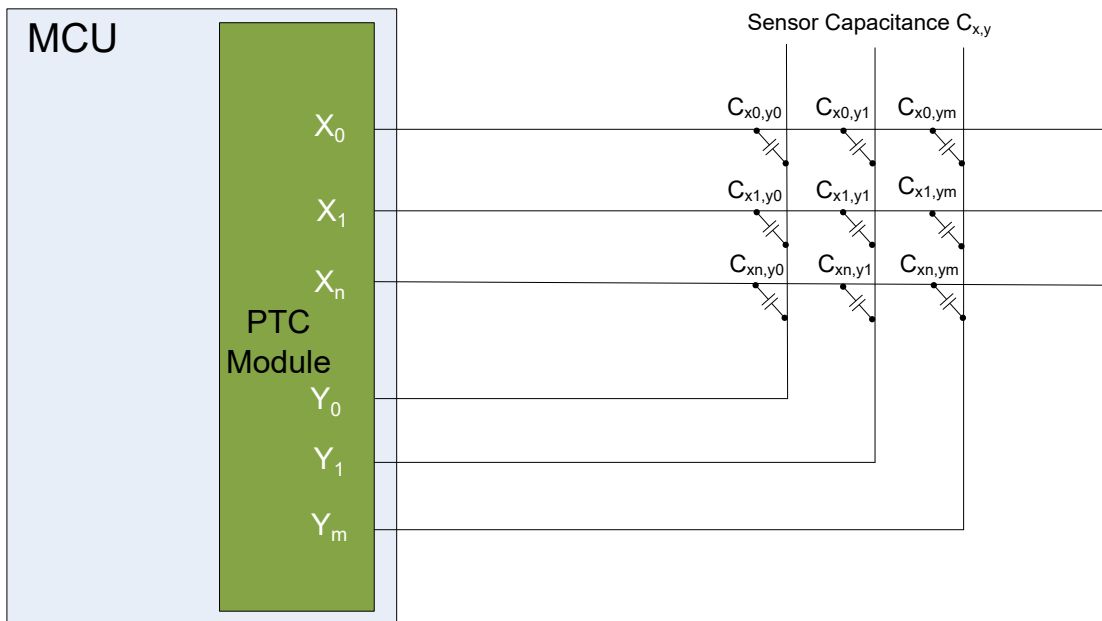 MCU
Sensor Capacitance Cx,y
Cx0,y0 Cx0,y1 Cx0,ym
X0
Cx1,y0 Cx1,y1 Cx1,ym
X1
Cxn,y0 Cxn,y1 Cxn,ym
Xn
PTC
Module
Y0
Y1
Ym